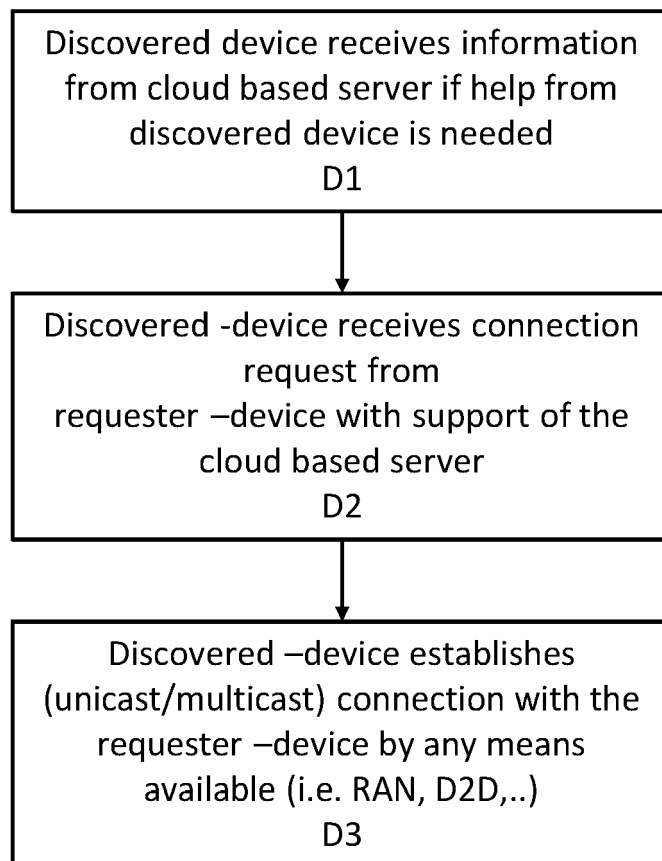 Discovered device receives information
from cloud based server if help from
discovered device is needed
D1
Discovered -device receives connection
request from
requester –device with support of the
cloud based server
D2
Discovered –device establishes
(unicast/multicast) connection with the
requester –device by any means
available (i.e. RAN, D2D,..)
D3